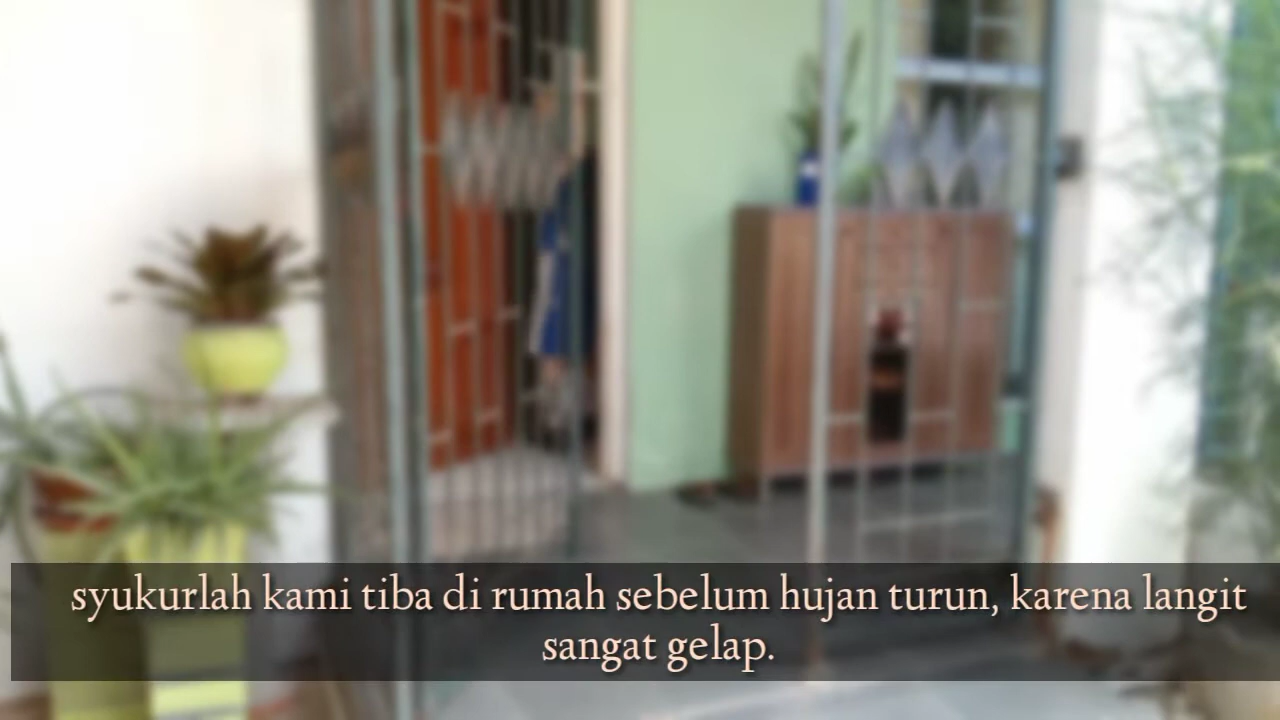 syukurlah kami tiba di rumah sebelum hujan turun, karena langit
sangat gelap.